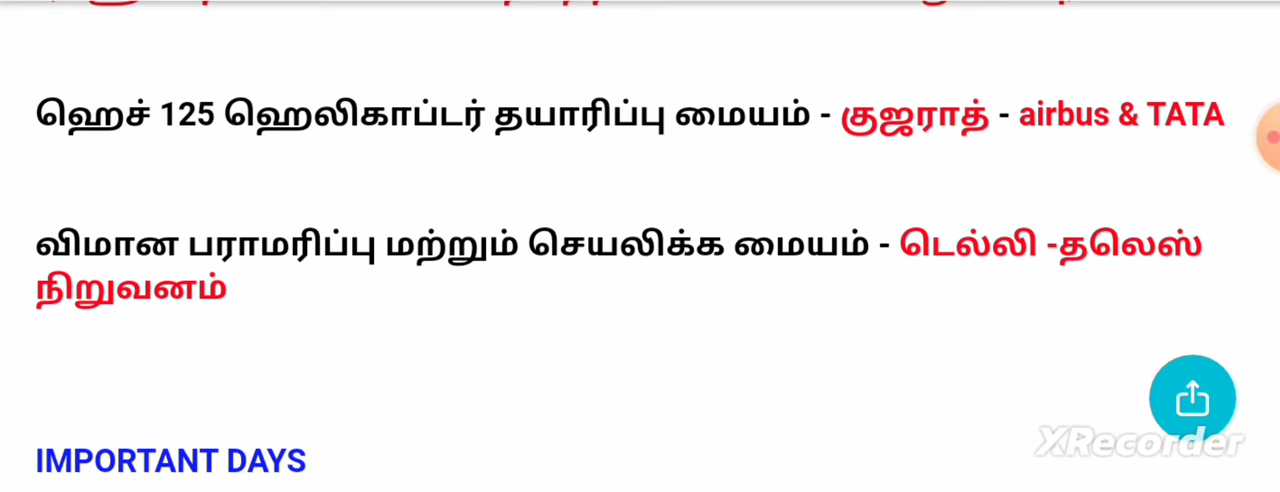 ஹெச் 125 ஹெலிகாப்டர் தயாரிப்பு மையம் - குஜராத் - airbus & TATA
விமான பராமரிப்பு மற்றும் செயலிக்க மையம் - டெல்லி -தலெஸ்
நிறுவனம்
XRecorder
IMPORTANT DAYS